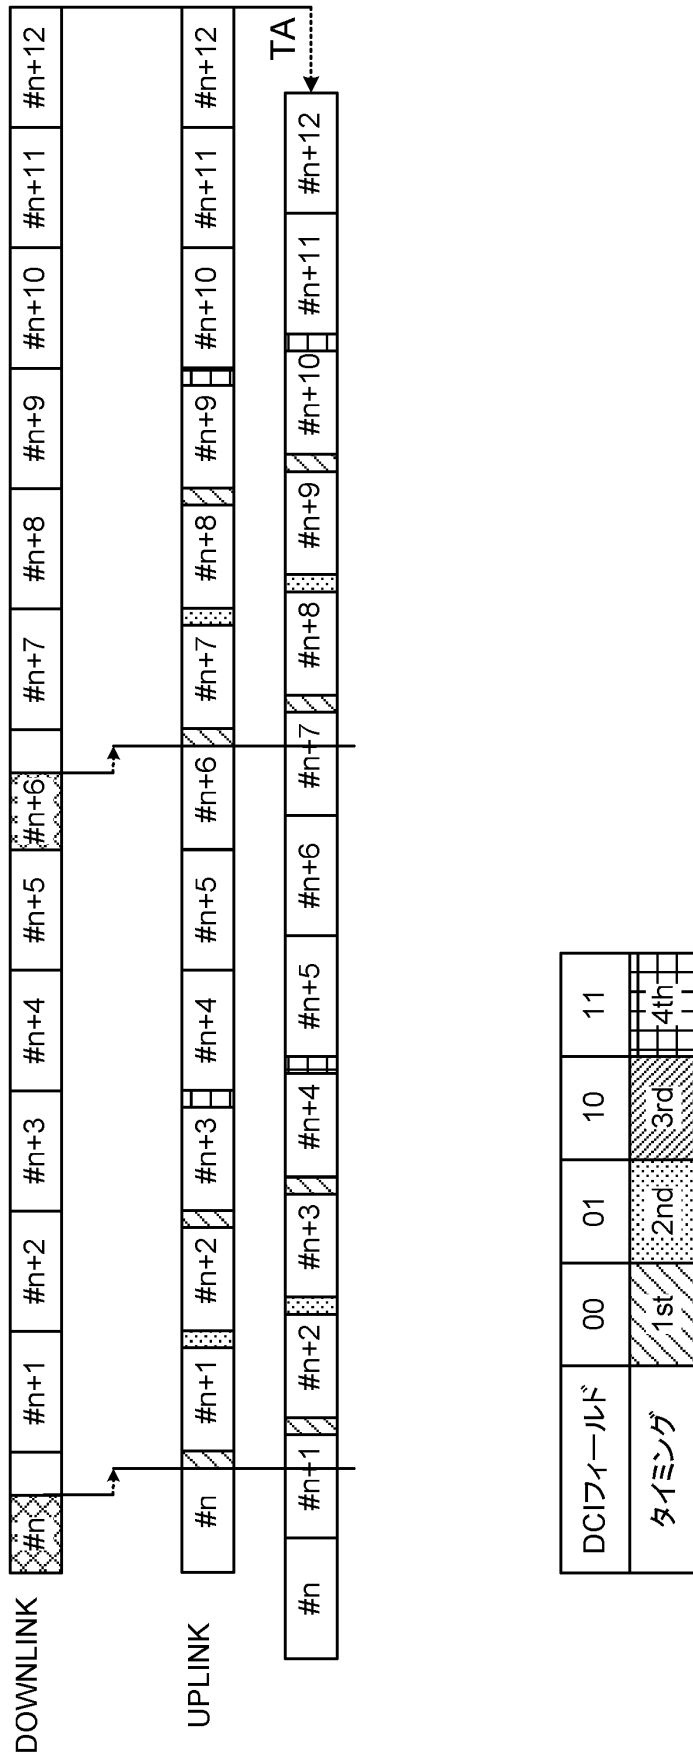 DOWNLINK
#n #n+1 #n+2 #n+3 #n+4 #n+5 #n+6 #n+7 #n+8 #n+9 #n+10 #n+11 #n+12
UPLINK
#n #n+1 #n+2 #n+3 #n+4 #n+5 #n+6 #n+7 #n+8 #n+9 #n+10 #n+11 #n+12
#n #n+1 #n+2 #n+3 #n+4 #n+5 #n+6 #n+7 #n+8 #n+9 #n+10 #n+11 #n+12
TA
DCIフィールド 00 01 10 11
タイミング 1st 2nd 3rd 4th